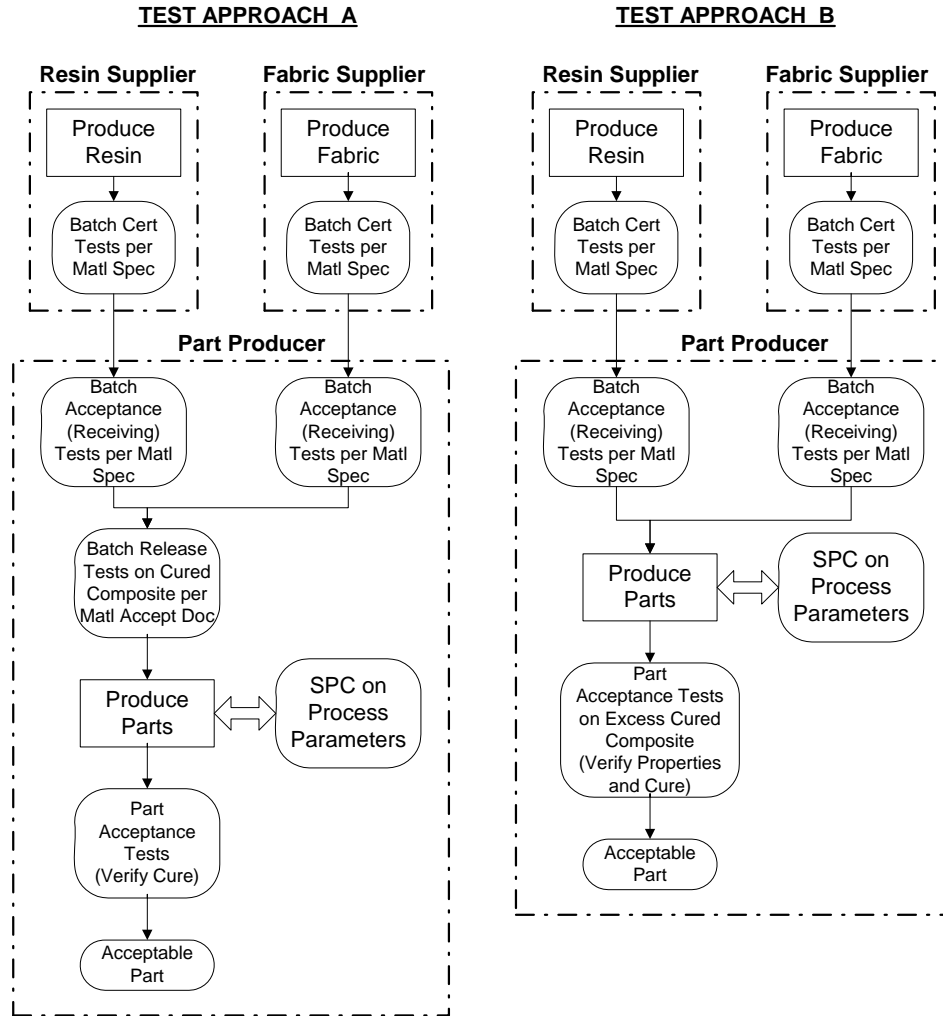 TEST APPROACH A
Resin Supplier
Fabric Supplier
Produce
Resin
Produce
Fabric
Batch Cert
Tests per
Matl Spec
Batch Cert
Tests per
Matl Spec
Part Producer
Batch
Acceptance
(Receiving)
Tests per Matl
Spec
Batch
Acceptance
(Receiving)
Tests per Matl
Spec
Batch Release
Tests on Cured
Composite per
Matl Accept Doc
Produce
Parts
SPC on
Process
Parameters
Part
Acceptance
Tests
(Verify Cure)
Acceptable
Part
TEST APPROACH B
Resin Supplier
Fabric Supplier
Produce
Resin
Produce
Fabric
Batch Cert
Tests per
Matl Spec
Batch Cert
Tests per
Matl Spec
Part Producer
Batch
Acceptance
(Receiving)
Tests per Matl
Spec
Batch
Acceptance
(Receiving)
Tests per Matl
Spec
Produce
Parts
SPC on
Process
Parameters
Part
Acceptance Tests
on Excess Cured
Composite
(Verify Properties
and Cure)
Acceptable
Part